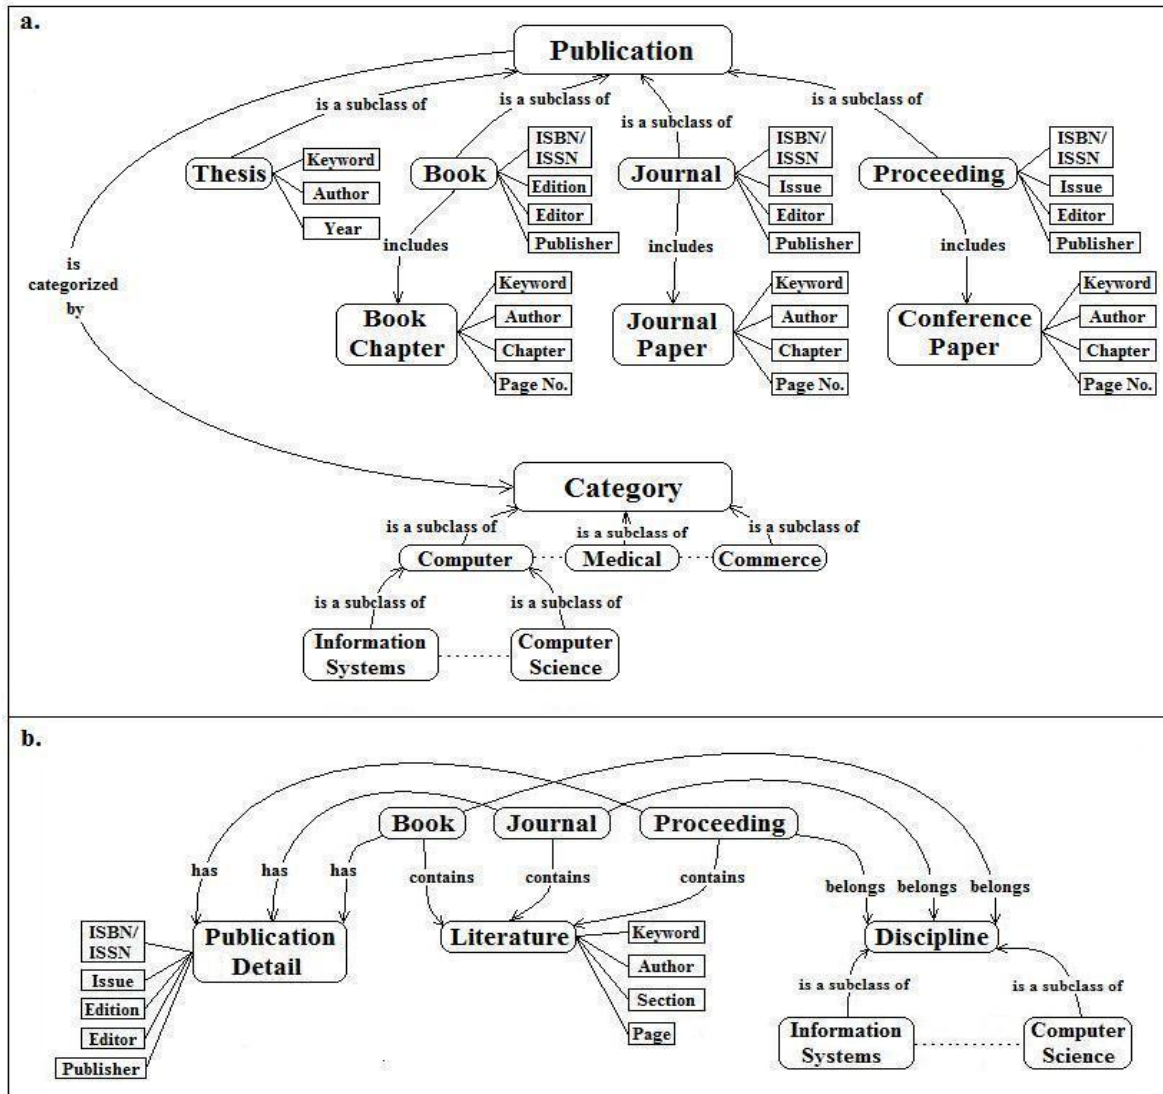 a.
Publication
is a subclass of
is a subclass of
is a subclass of
is a subclass of
Thesis
Keyword
Author
Year
Book
ISBN/
ISSN
Edition
Editor
Publisher
Journal
ISBN/
ISSN
Issue
Editor
Publisher
Proceeding
ISBN/
ISSN
Issue
Editor
Publisher
is
categorized
by
includes
includes
includes
Book
Chapter
Keyword
Author
Chapter
Page No.
Journal
Paper
Keyword
Author
Chapter
Page No.
Conference
Paper
Keyword
Author
Chapter
Page No.
Category
is a subclass of
is a subclass of
is a subclass of
Computer
Medical
Commerce
is a subclass of
is a subclass of
Information
Systems
Computer
Science
b.
Book
Journal
Proceeding
has
has
has
contains
contains
contains
belongs
belongs
belongs
ISBN/
ISSN
Issue
Edition
Editor
Publisher
Publication
Detail
Literature
Keyword
Author
Section
Page
Discipline
is a subclass of
is a subclass of
Information
Systems
Computer
Science